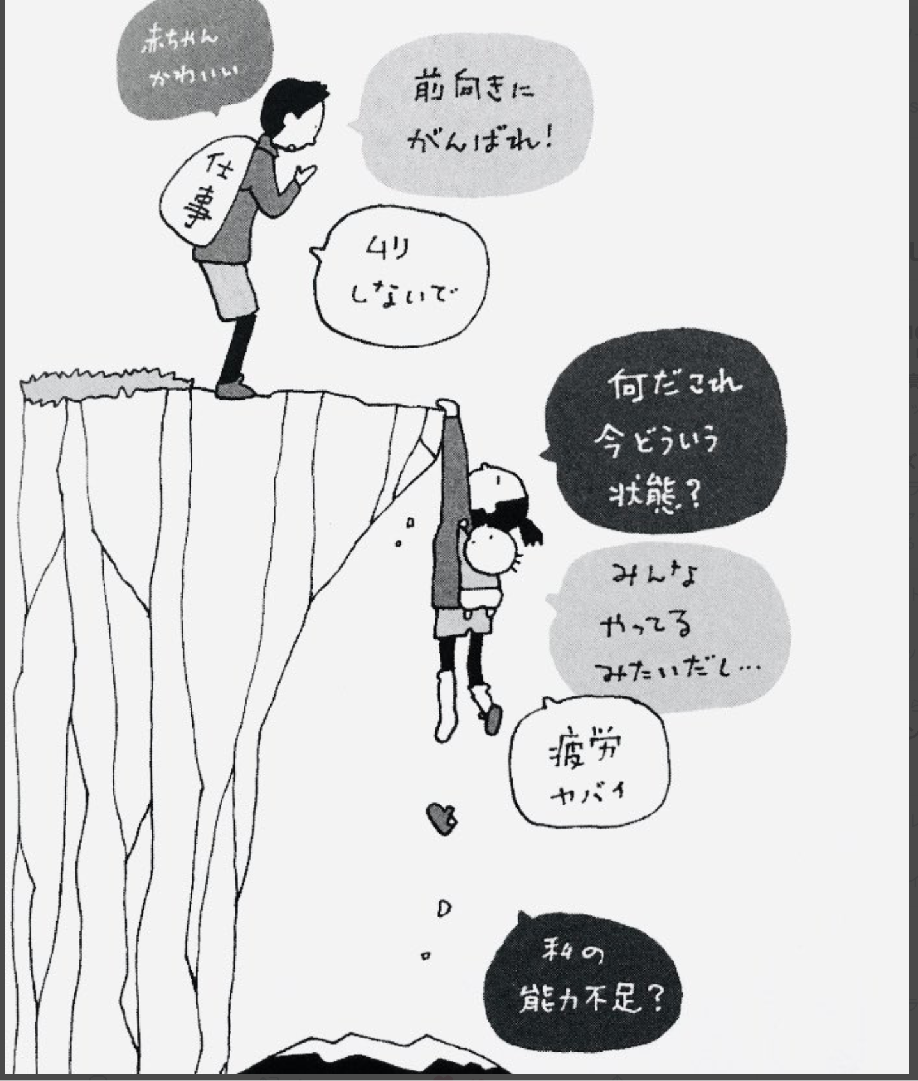 赤ちゃん
かわいい
前向きに
がんばれ!
仕事
ムリ
しないで
何だこれ
今どういう
状態?
みんな
やってる
みたいだし…
疲労
ヤバイ
私の
能力不足?